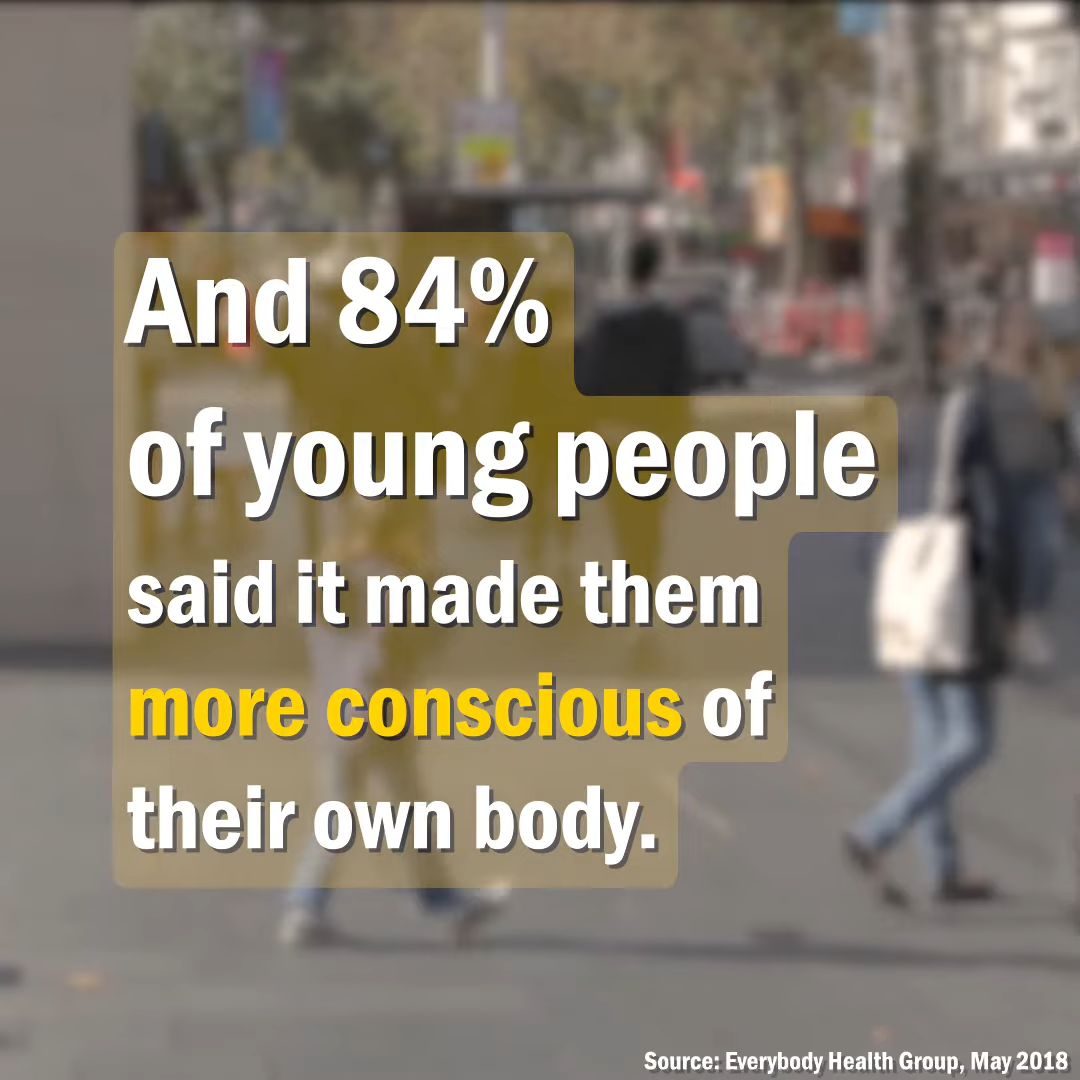 And 84%
of young people
said it made them
more conscious of
their own body.
Source: Everybody Health Group, May 2018